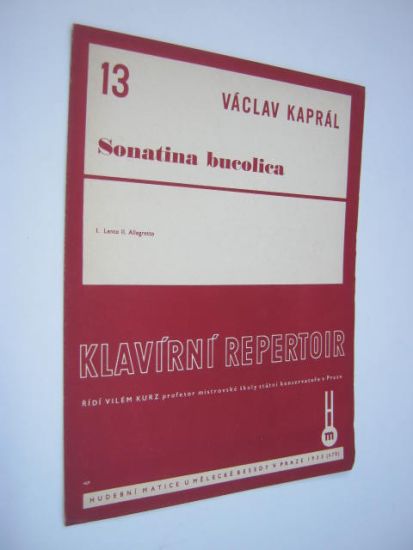 13
VÁCLAV KAPRÁL
Sonatina bucolica
I. Lento II. Allegretto
KLAVÍRNÍ REPERTOIR
ŘÍDÍ VILÉM KURZ profesor mistrovské školy státní konservatoře v Praze
H
m
HUDEBNÍ MATICE UMĚLECKÉ BESEDY V PRAZE